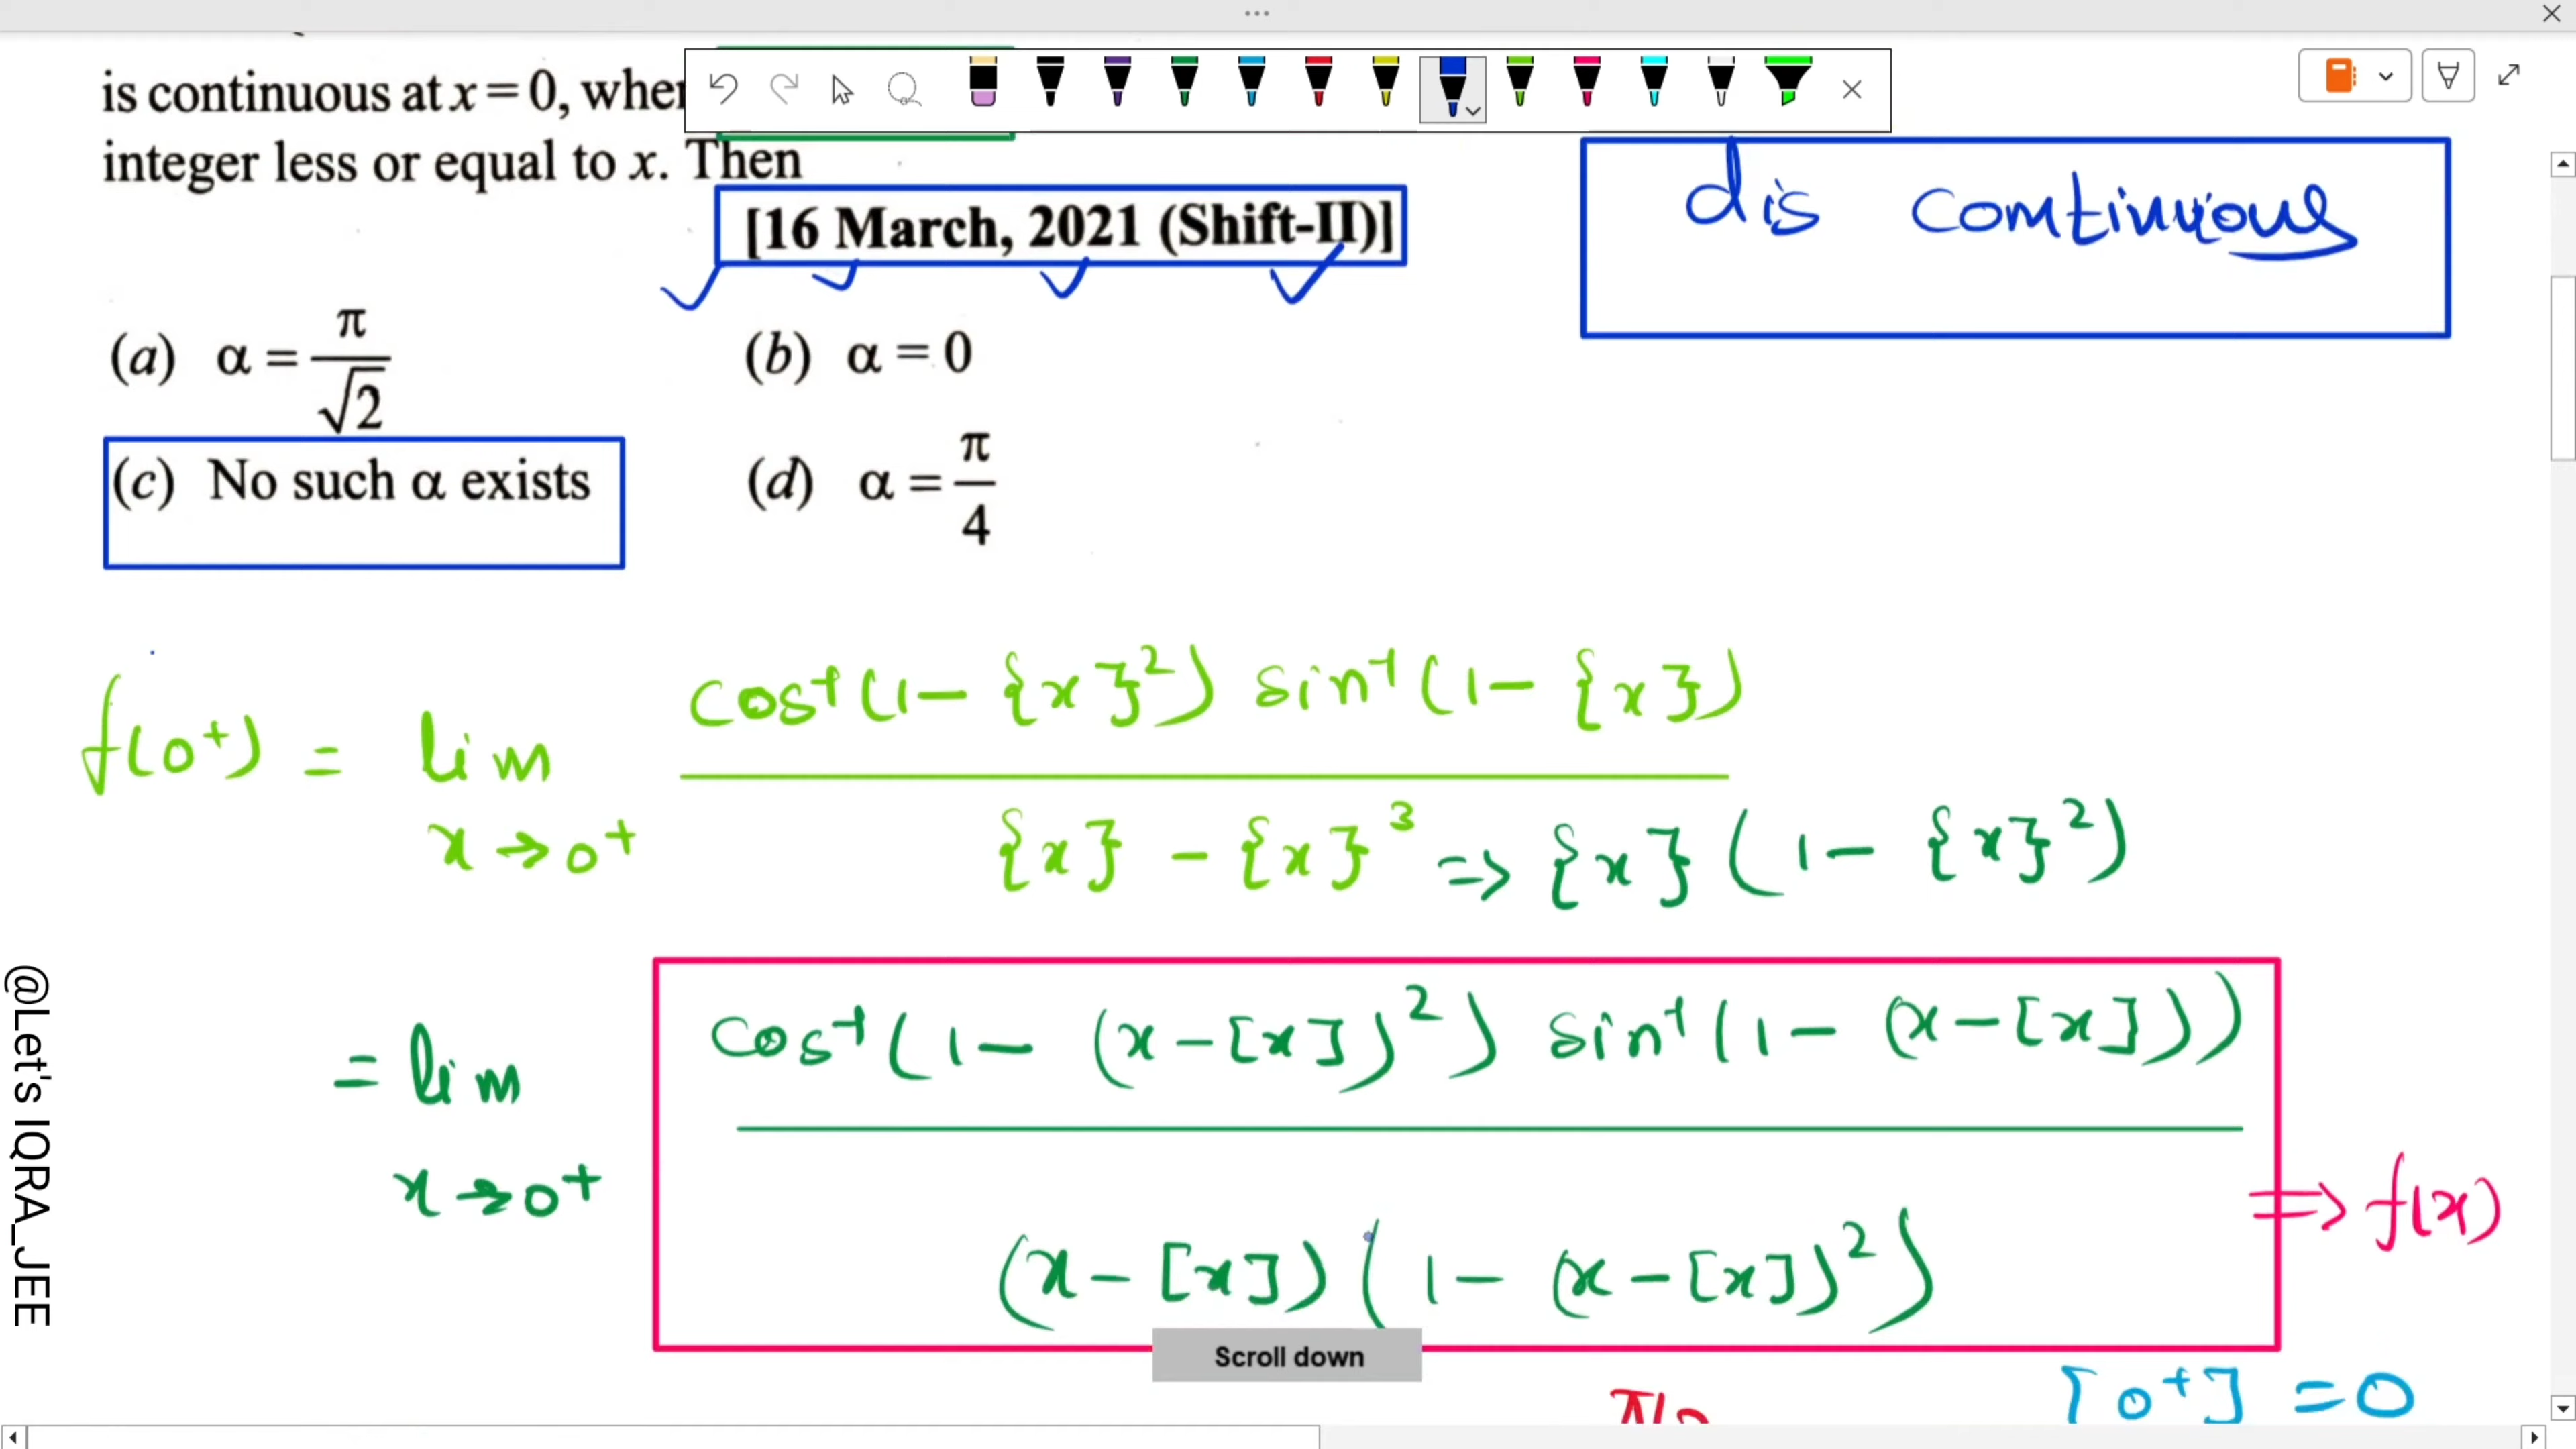 is continuous at x = 0, wher
integer less or equal to x. Then
[16 March, 2021 (Shift-II)]
dis continuous
(a) α = π/√2
(b) α = 0
(c) No such α exists
(d) α = π/4
f(0⁺) = lim x→0⁺ cos⁻¹(1-{x}²) sin⁻¹(1-{x}) / {x} - {x}³ => {x}(1-{x}²)
= lim x→0⁺ cos⁻¹(1-(x-[x])²) sin⁻¹(1-(x-[x])) / (x-[x])(1-(x-[x])²) => f(x)
Scroll down
[0⁺] = 0
@Let's IQRA_JEE